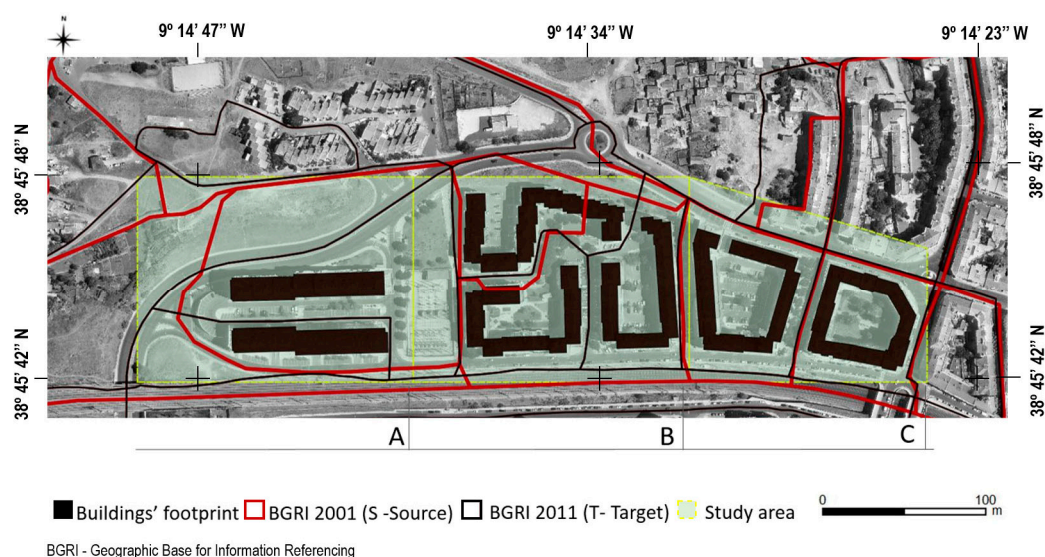 N
9º 14’ 47” W
9º 14’ 34” W
9º 14’ 23” W
38º 45’ 48” N
38º 45’ 48” N
38º 45’ 42” N
38º 45’ 42” N
A
B
C
Buildings’ footprint
BGRI 2001 (S -Source)
BGRI 2011 (T- Target)
Study area
0
100
m
BGRI - Geographic Base for Information Referencing